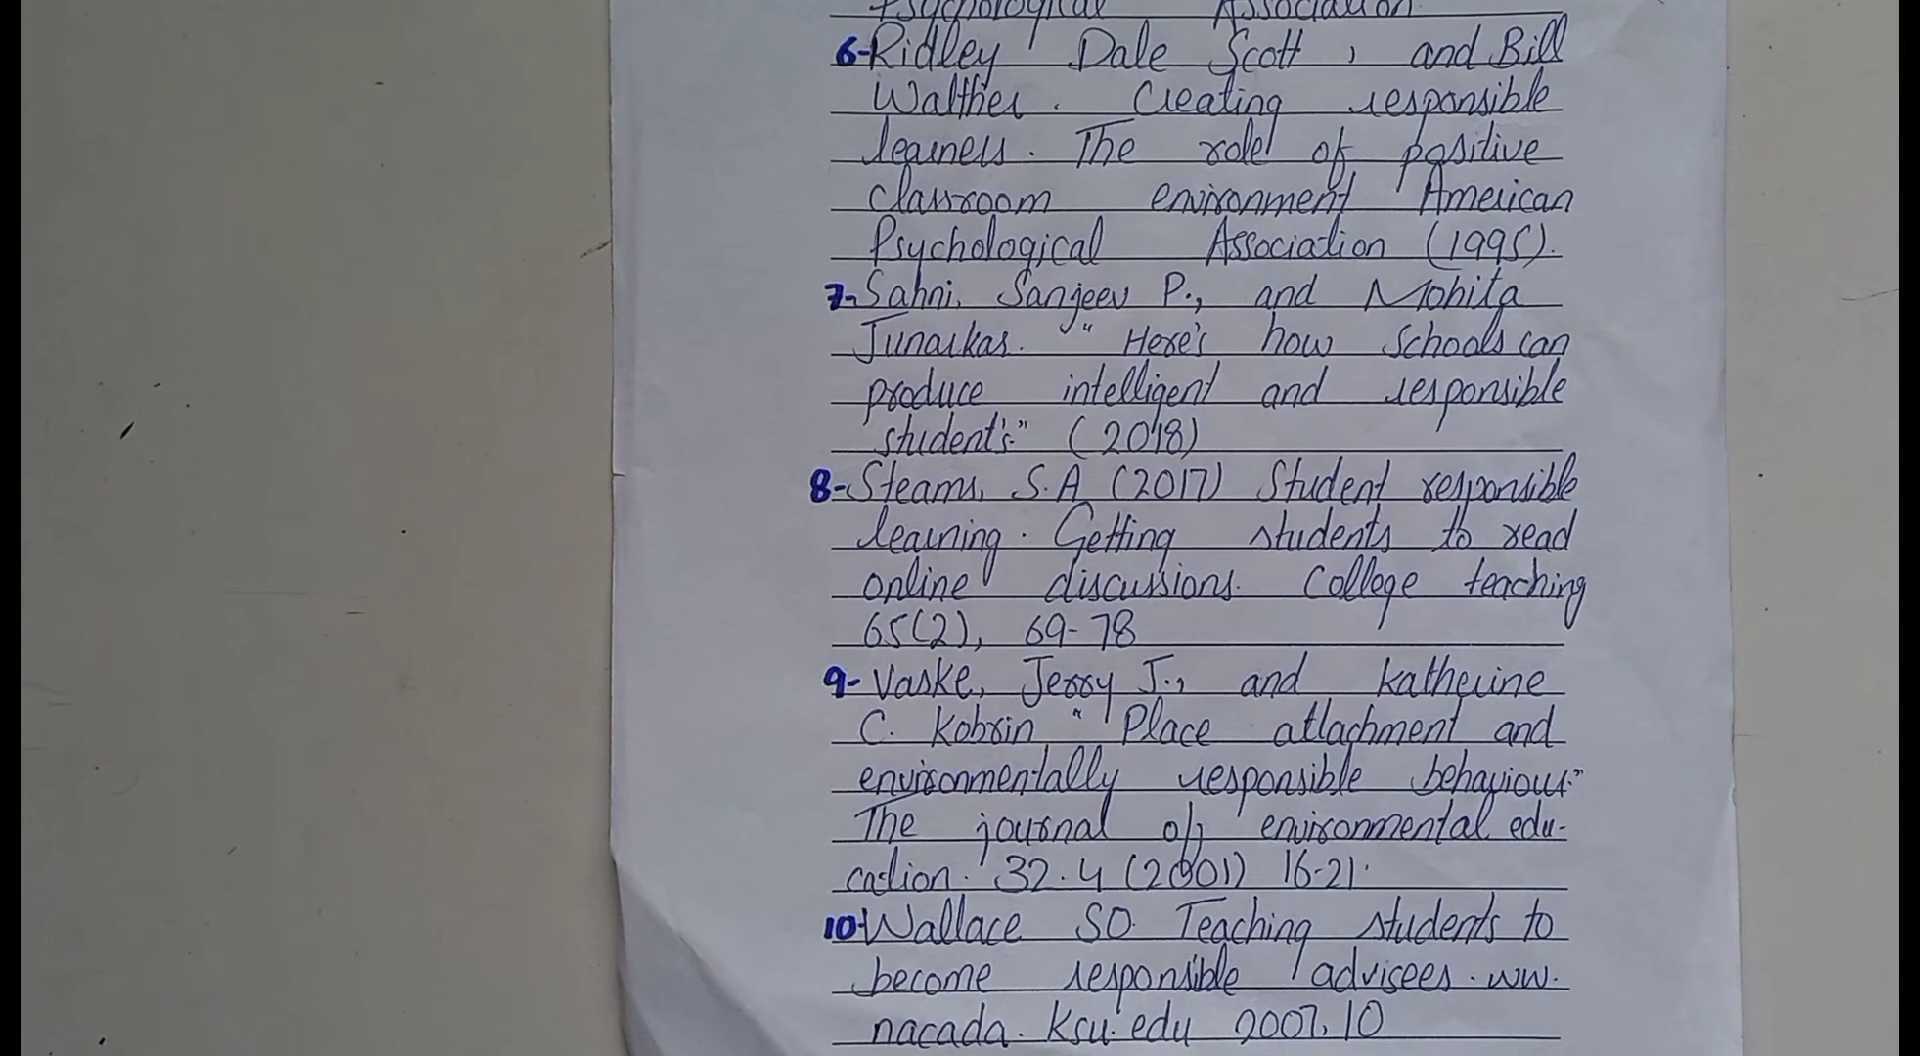 Psychological Association.
6-Ridley Dale Scott, and Bill
Walther. Creating responsible
learners. The role of positive
classroom environment American
Psychological Association (1995).
7-Sahni, Sanjeev P., and Mohita
Junarkar. "Here's how schools can
produce intelligent and responsible
student's." (2018)
8-Steams, S.A (2017) Student responsible
learning. Getting students to read
online discussions. College teaching
65(2), 69-78
9-Vaske, Jerry J., and katherine
C. Kobrin "Place attachment and
environmentally responsible behaviour."
The journal of environmental edu-
cation. 32.4 (2001) 16-21.
10-Wallace SO. Teaching students to
become responsible advisees. ww.
nacada. Ksu.edu 2007.10